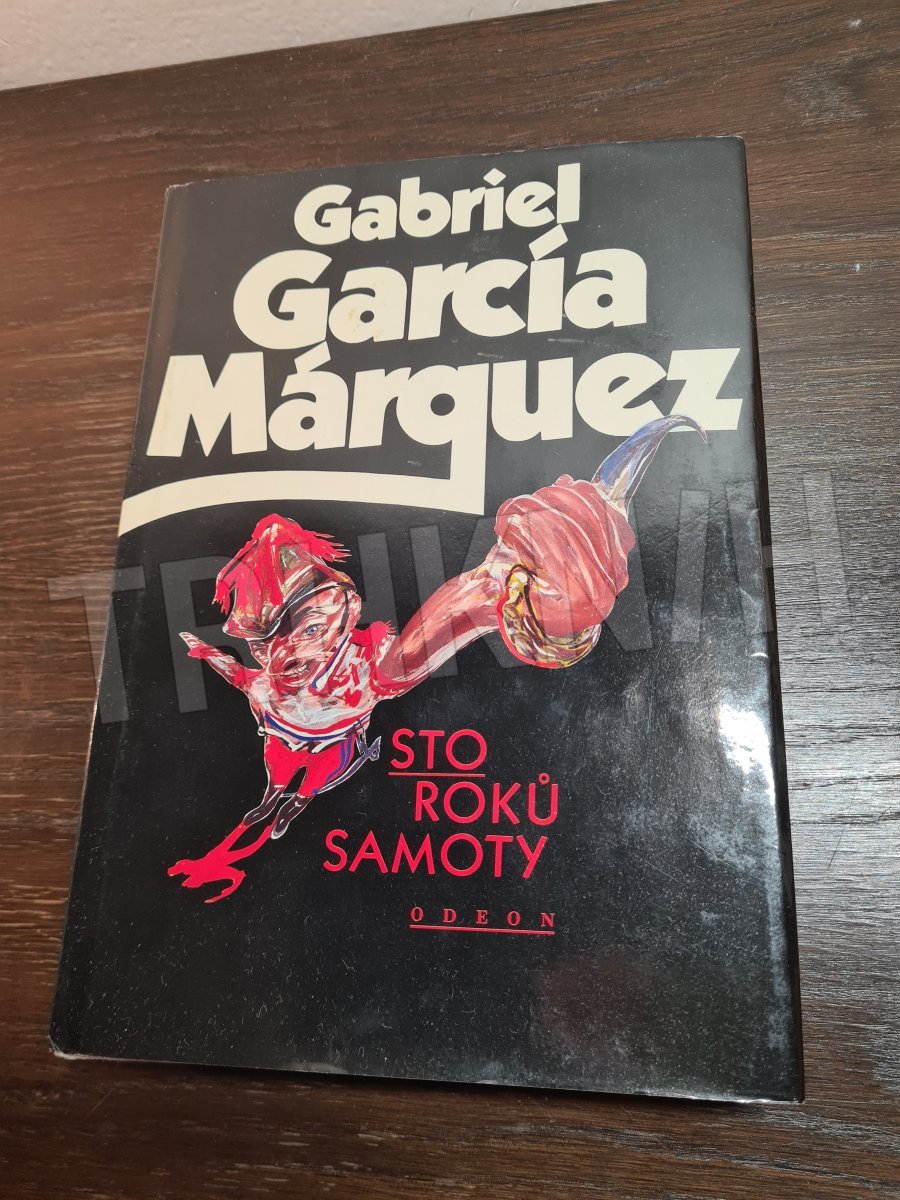 Gabriel
García
Márquez
STO
ROKŮ
SAMOTY
ODEON